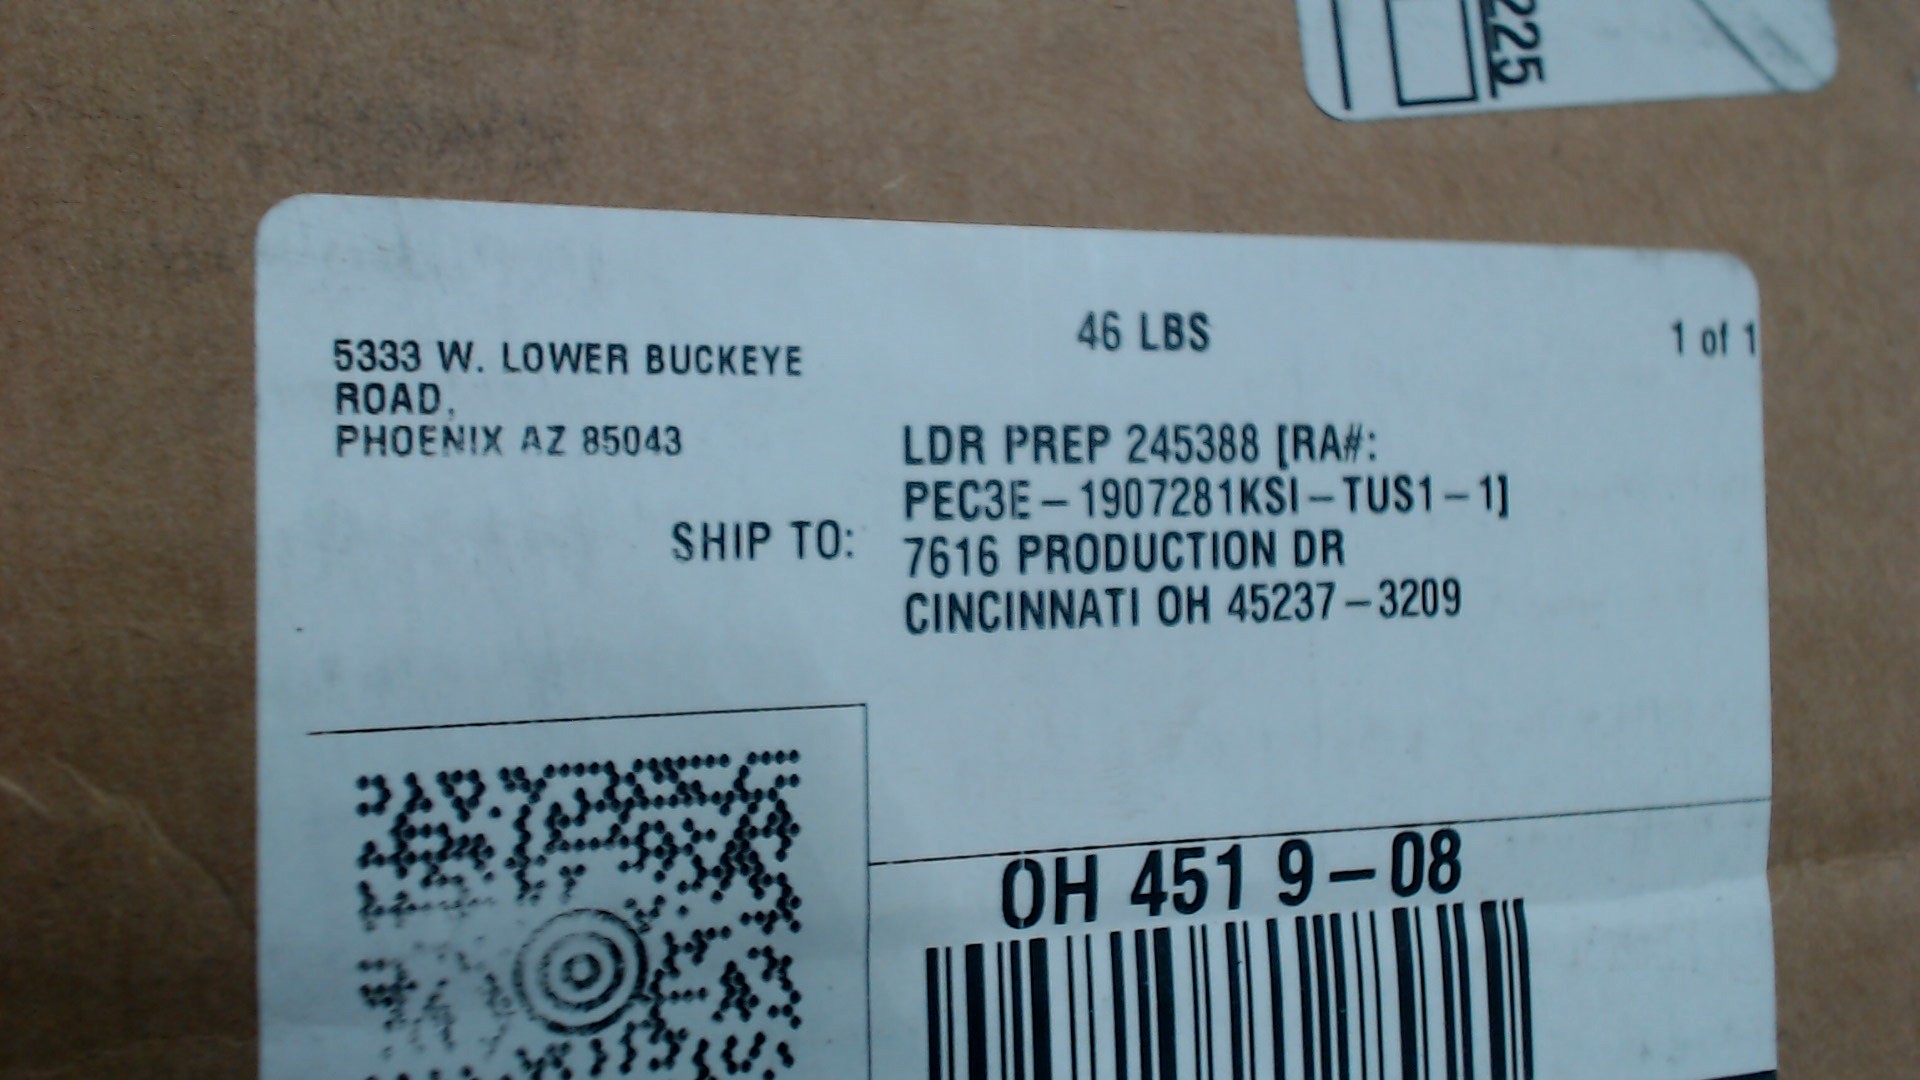 225
46 LBS
1 of 1
5333 W. LOWER BUCKEYE
ROAD,
PHOENIX AZ 85043
SHIP TO:
LDR PREP 245388 [RA#:
PEC3E-1907281KSI-TUS1-1]
7616 PRODUCTION DR
CINCINNATI OH 45237-3209
OH 451 9-08